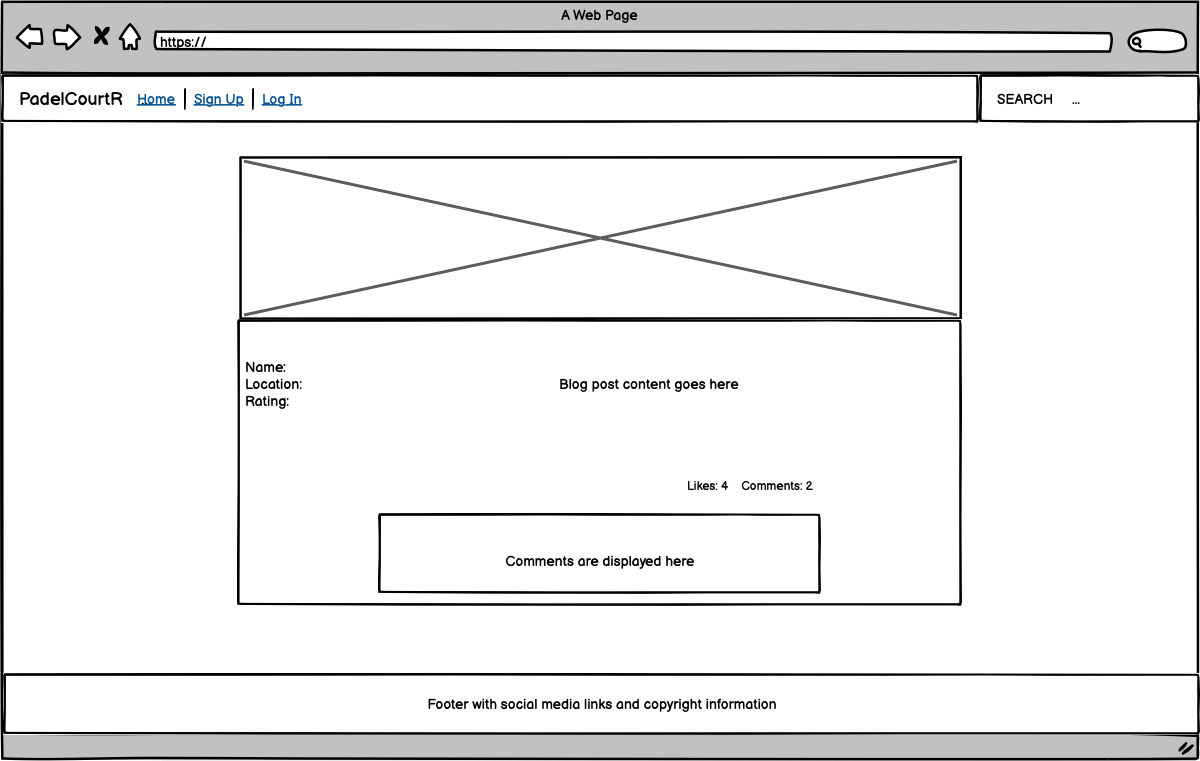 A Web Page
https://
PadelCourtR Home Sign Up Log In SEARCH ...
Name:
Location:
Rating:
Blog post content goes here
Likes: 4 Comments: 2
Comments are displayed here
Footer with social media links and copyright information